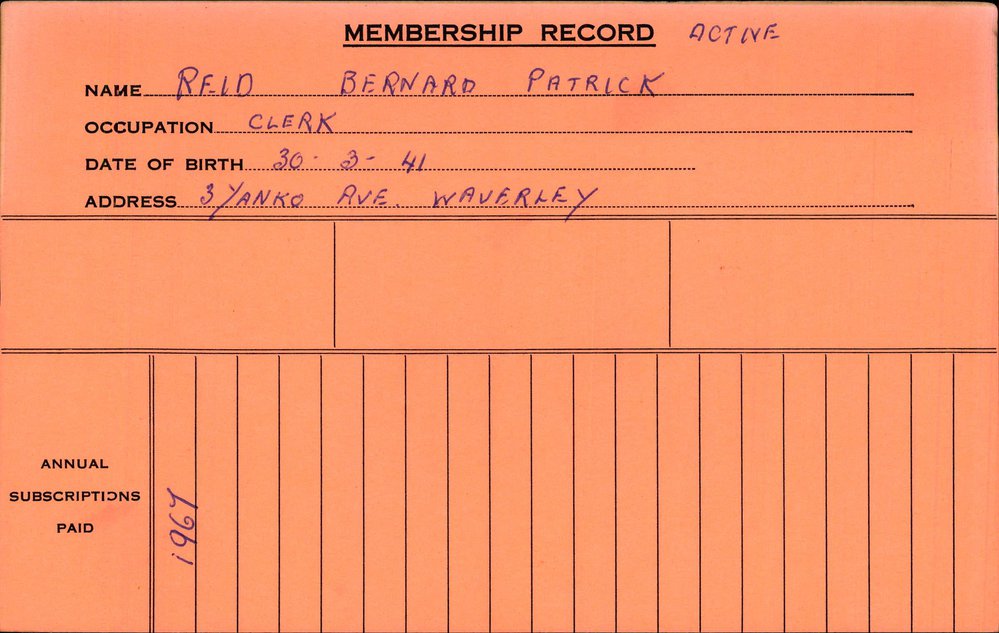 MEMBERSHIP RECORD ACTIVE
NAME REID BERNARD PATRICK
OCCUPATION CLERK
DATE OF BIRTH 30 - 3 - 41
ADDRESS 3 YANKO AVE. WAVERLEY
ANNUAL
SUBSCRIPTIONS
PAID
1967